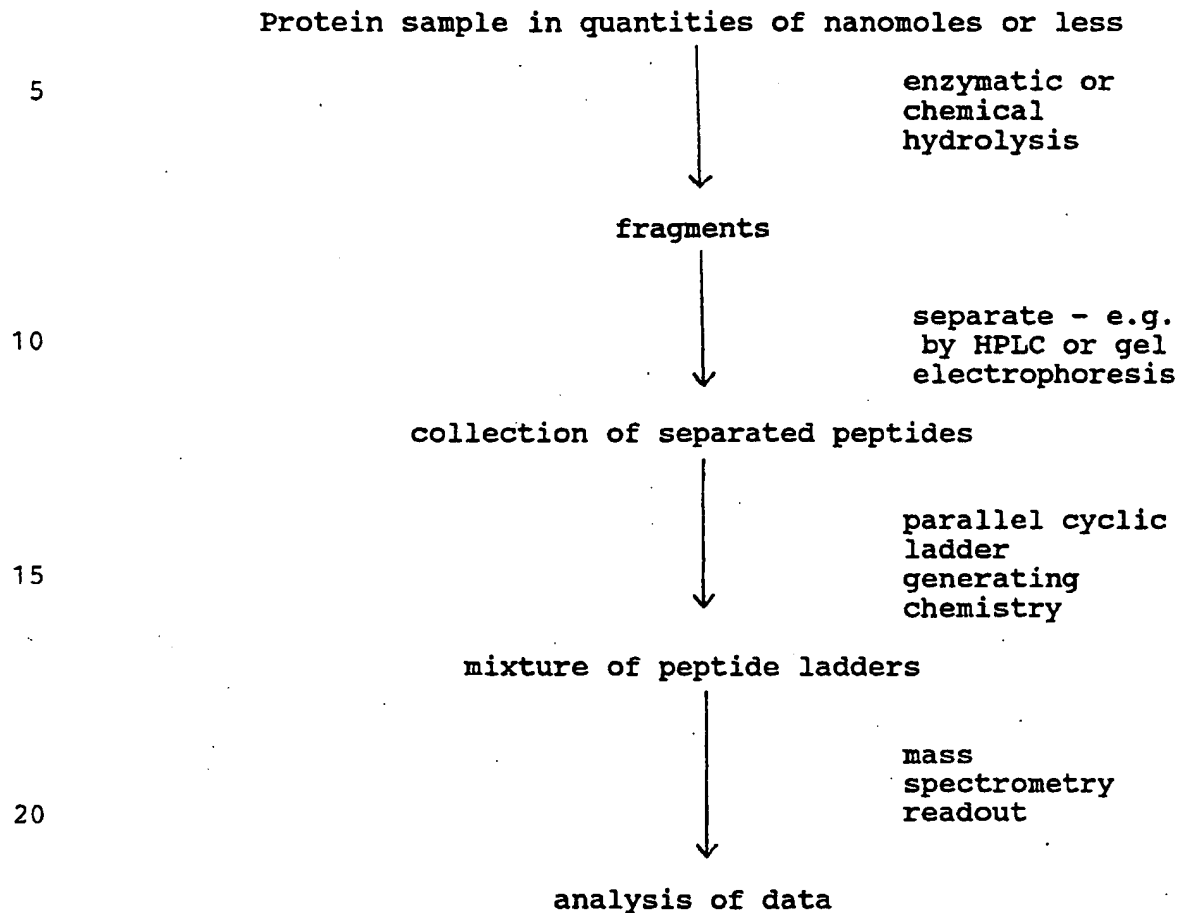 Protein sample in quantities of nanomoles or less
5
enzymatic or
chemical
hydrolysis
fragments
10
separate - e.g.
by HPLC or gel
electrophoresis
collection of separated peptides
parallel cyclic
ladder
15
generating
chemistry
mixture of peptide ladders
mass
spectrometry
20
readout
analysis of data